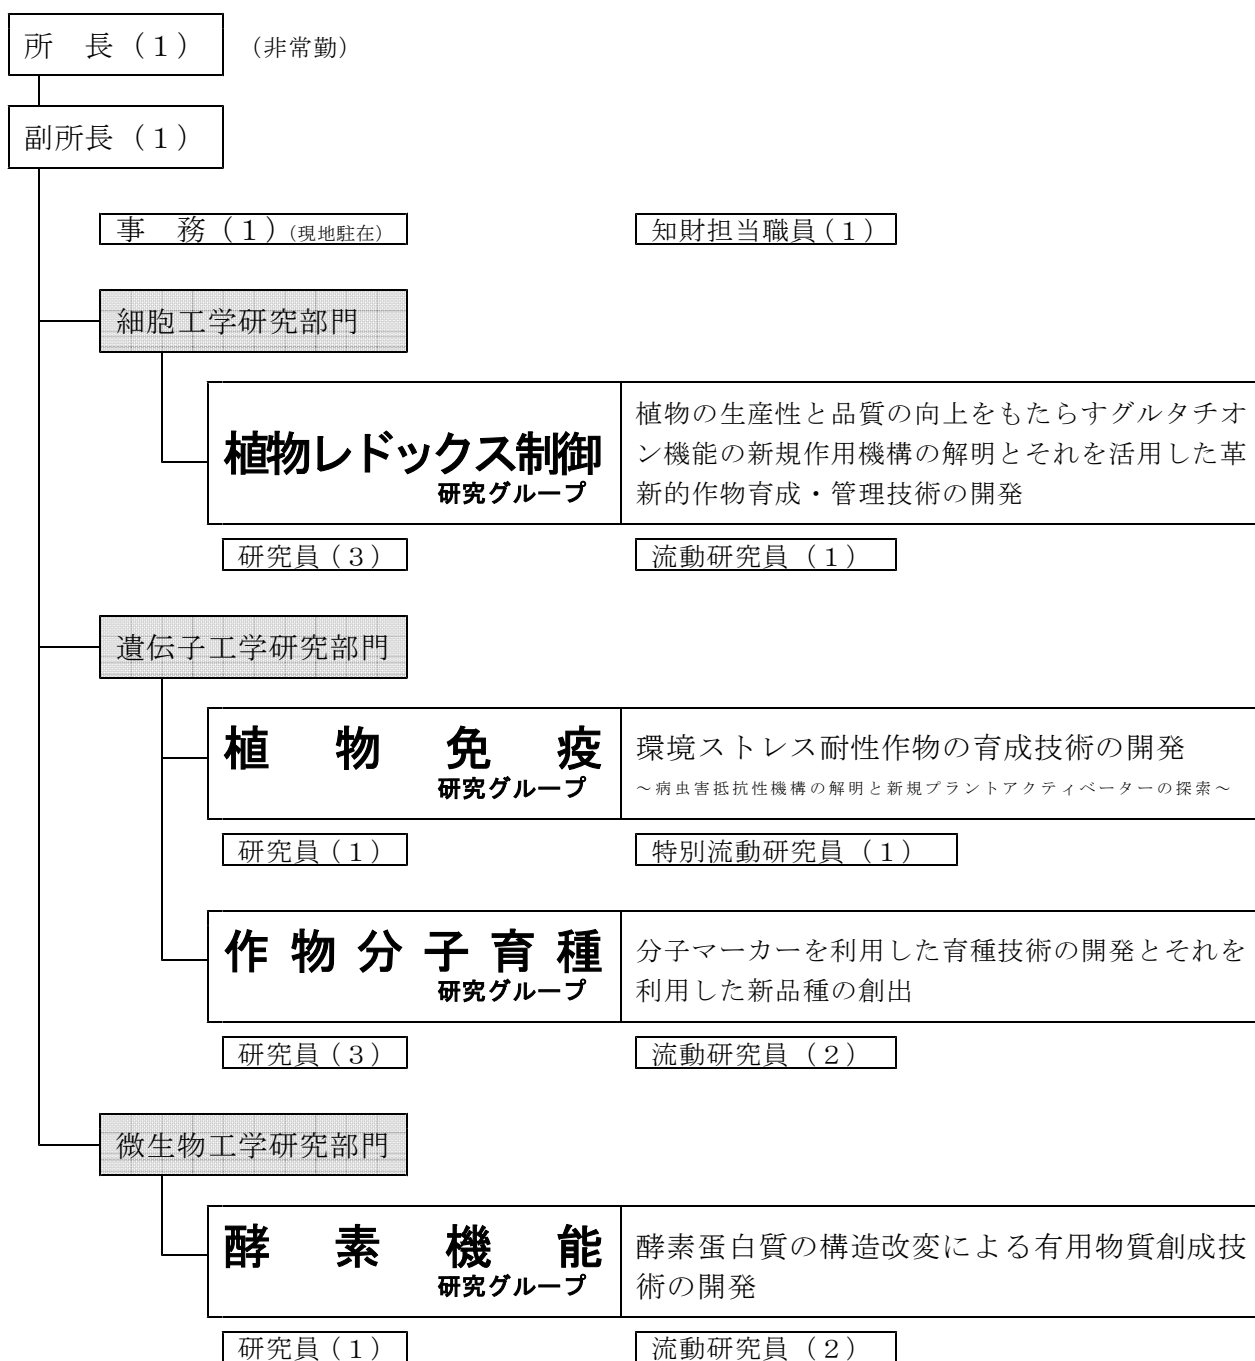 所　長（１）　（非常勤）
副所長（１）
事　務（１）(現地駐在)　知財担当職員（１）
細胞工学研究部門
植物レドックス制御
研究グループ
植物の生産性と品質の向上をもたらすグルタチオ
ン機能の新規作用機構の解明とそれを活用した革
新的作物育成・管理技術の開発
研究員（３）　流動研究員（１）
遺伝子工学研究部門
植物免疫
研究グループ
環境ストレス耐性作物の育成技術の開発
～病虫害抵抗性機構の解明と新規プラントアクティベーターの探索～
研究員（１）　特別流動研究員（１）
作物分子育種
研究グループ
分子マーカーを利用した育種技術の開発とそれを
利用した新品種の創出
研究員（３）　流動研究員（２）
微生物工学研究部門
酵素機能
研究グループ
酵素蛋白質の構造改変による有用物質創成技
術の開発
研究員（１）　流動研究員（２）